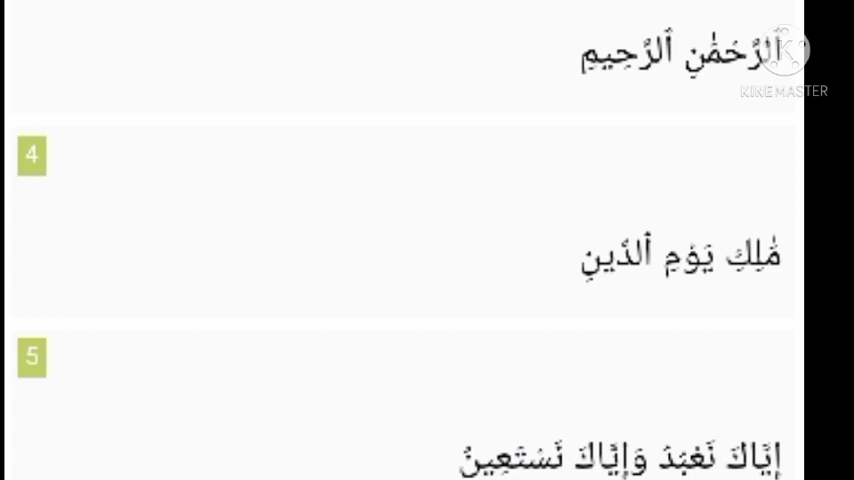 ٱلرَّحْمَٰنِ ٱلرَّحِيمِ
KINEMASTER
4
مَٰلِكِ يَوْمِ ٱلدِّينِ
5
إِيَّاكَ نَعْبُدُ وَإِيَّاكَ نَسْتَعِينُ